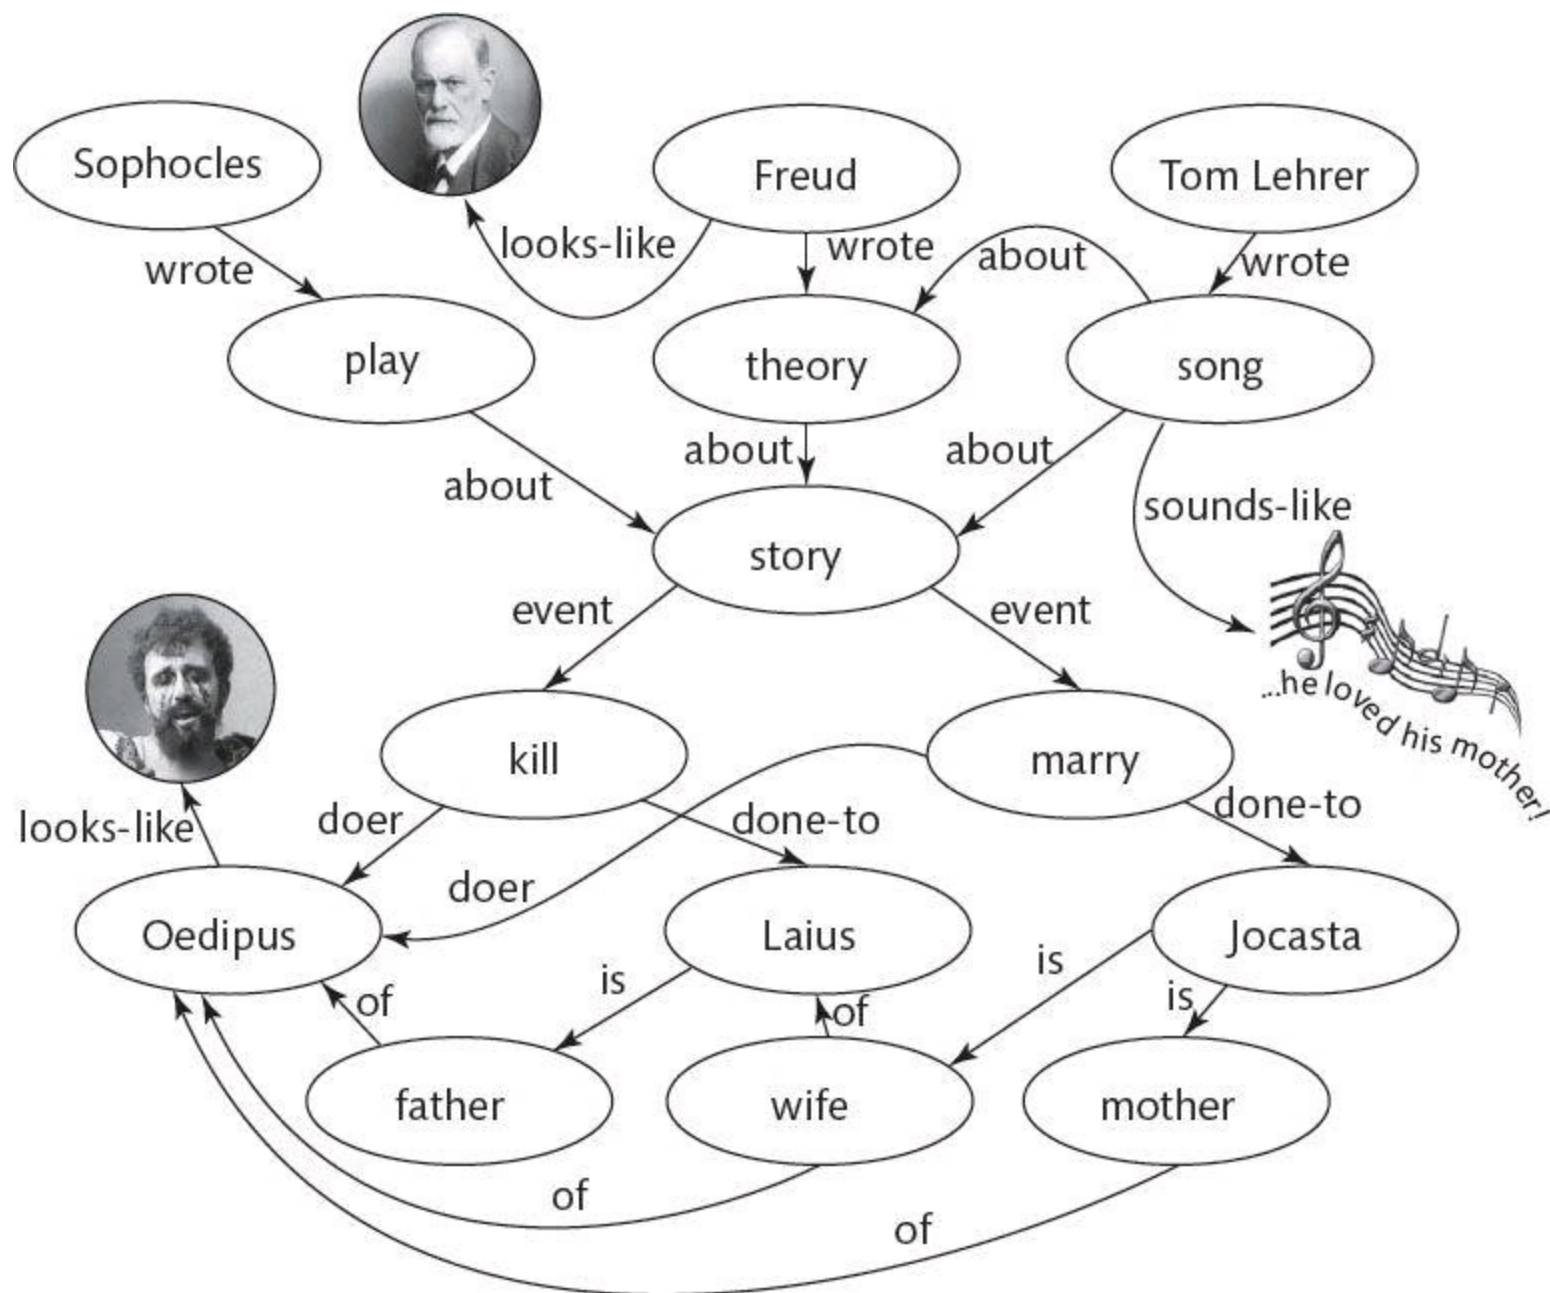 Sophocles
Freud
Tom Lehrer
looks-like
wrote
about
wrote
wrote
play
theory
song
about
about
about
sounds-like
story
event
event
...he loved his mother!
kill
marry
looks-like
doer
done-to
done-to
doer
Oedipus
Laius
Jocasta
of
is
of
is
is
father
wife
mother
of
of